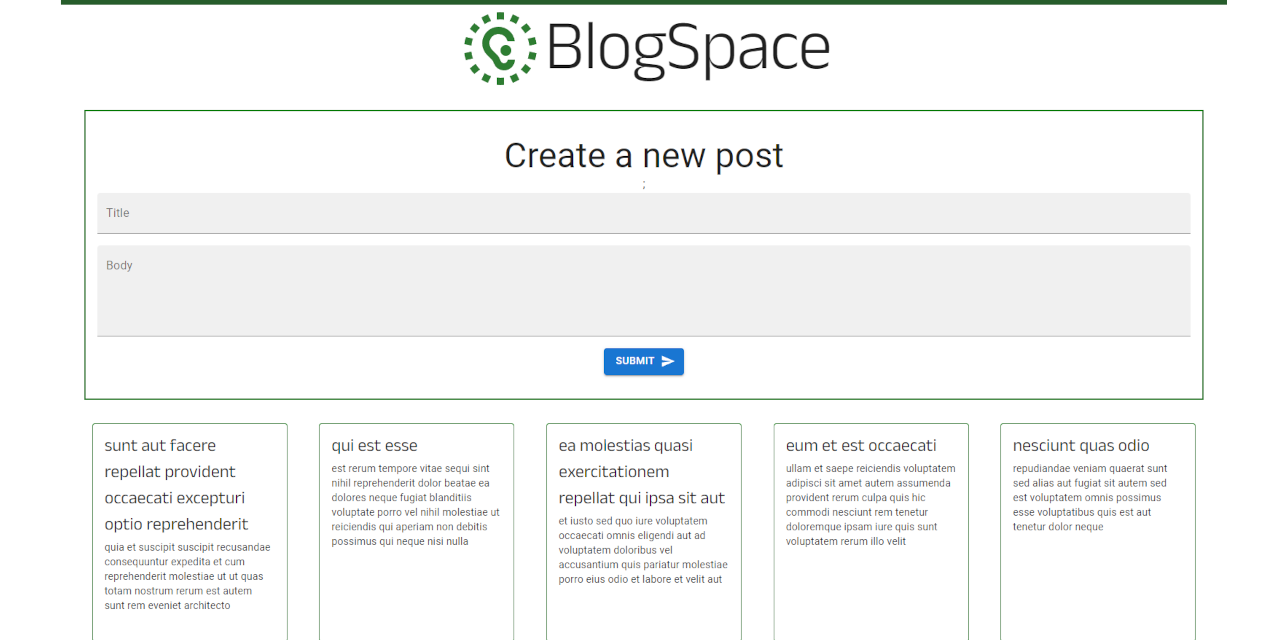 BlogSpace
Create a new post
;
Title
Body
SUBMIT
sunt aut facere
repellat provident
occaecati excepturi
optio reprehenderit
quia et suscipit suscipit recusandae
consequuntur expedita et cum
reprehenderit molestiae ut ut quas
totam nostrum rerum est autem
sunt rem eveniet architecto
qui est esse
est rerum tempore vitae sequi sint
nihil reprehenderit dolor beatae ea
dolores neque fugiat blanditiis
voluptate porro vel nihil molestiae ut
reiciendis qui aperiam non debitis
possimus qui neque nisi nulla
ea molestias quasi
exercitationem
repellat qui ipsa sit aut
et iusto sed quo iure voluptatem
occaecati omnis eligendi aut ad
voluptatem doloribus vel
accusantium quis pariatur molestiae
porro eius odio et labore et velit aut
eum et est occaecati
ullam et saepe reiciendis voluptatem
adipisci sit amet autem assumenda
provident rerum culpa quis hic
commodi nesciunt rem tenetur
doloremque ipsam iure quis sunt
voluptatem rerum illo velit
nesciunt quas odio
repudiandae veniam quaerat sunt
sed alias aut fugiat sit autem sed
est voluptatem omnis possimus
esse voluptatibus quis est aut
tenetur dolor neque